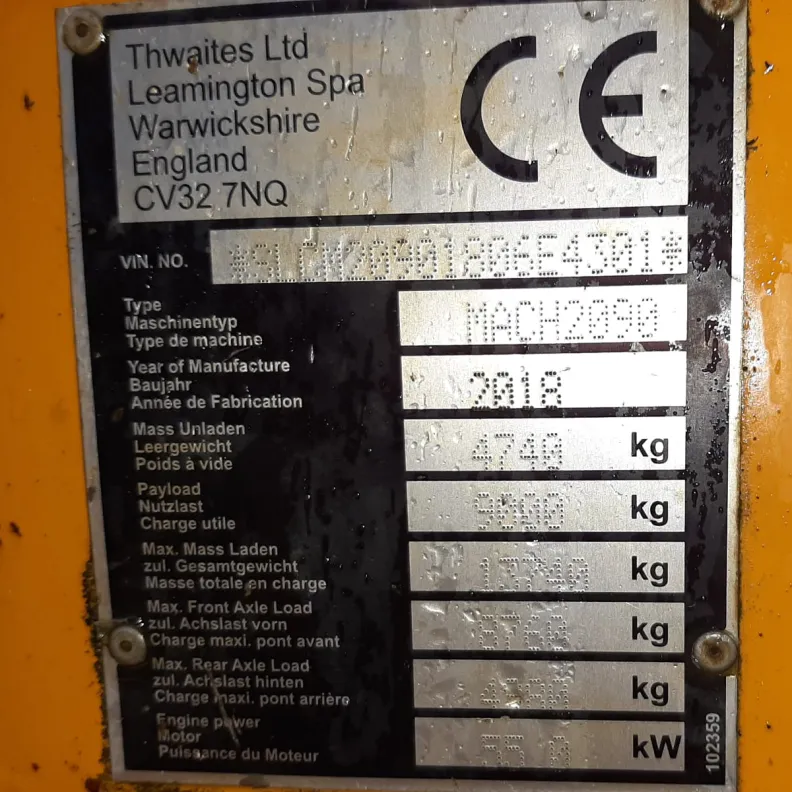 Thwaites Ltd
Leamington Spa
Warwickshire
England
CV32 7NQ
CE
VIN. NO. *SLCM20901806E4301*
Type
Maschinentyp
Type de machine
MACH2090
Year of Manufacture
Baujahr
Année de Fabrication
2018
Mass Unladen
Leergewicht
Poids à vide
4740 kg
Payload
Nutzlast
Charge utile
9000 kg
Max. Mass Laden
zul. Gesamtgewicht
Masse totale en charge
13740 kg
Max. Front Axle Load
zul. Achslast vorn
Charge maxi. pont avant
kg
Max. Rear Axle Load
zul. Achslast hinten
Charge maxi. pont arrière
kg
Engine power
Motor
Puissance du Moteur
kW
102359